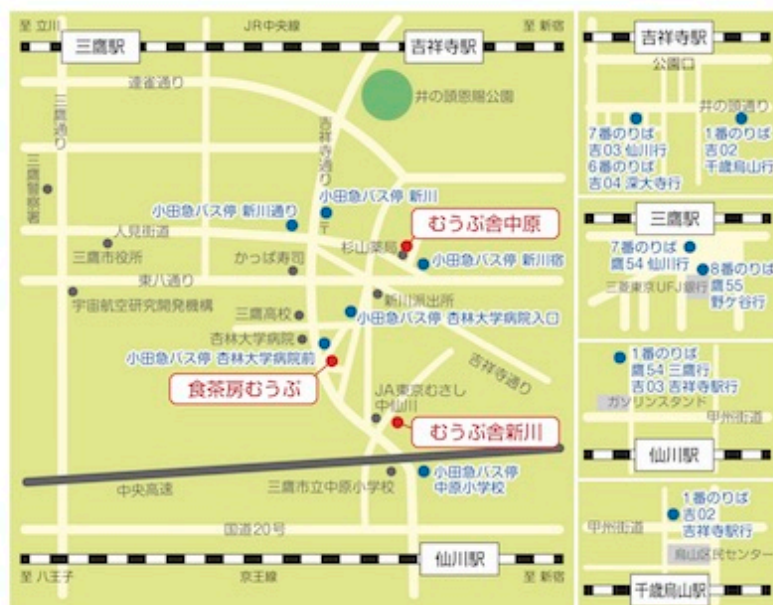 至 立川
JR中央線
至 新宿
三鷹駅
吉祥寺駅
連雀通り
井の頭恩賜公園
三鷹通り
吉祥寺通り
三鷹警察署
小田急バス停 新川
小田急バス停 新川通り
〒
むうぷ舎中原
人見街道
杉山薬局
三鷹市役所
かっぱ寿司
小田急バス停 新川宿
東八通り
宇宙航空研究開発機構
新川派出所
三鷹高校
小田急バス停 杏林大学病院入口
杏林大学病院
小田急バス停 杏林大学病院前
吉祥寺通り
食茶房むうぷ
JA東京むさし
中仙川
むうぷ舎新川
中央高速
三鷹市立中原小学校
小田急バス停
中原小学校
国道20号
仙川駅
至 八王子
京王線
至 新宿
吉祥寺駅
公園口
井の頭通り
7番のりば
吉03 仙川行
6番のりば
吉04 深大寺行
1番のりば
吉02
千歳烏山行
三鷹駅
7番のりば
鷹54 仙川行
8番のりば
鷹55
野ケ谷行
三菱東京UFJ銀行
1番のりば
鷹54 三鷹行
吉03 吉祥寺駅行
ガソリンスタンド
甲州街道
仙川駅
1番のりば
吉02
吉祥寺駅行
甲州街道
烏山区民センター
千歳烏山駅